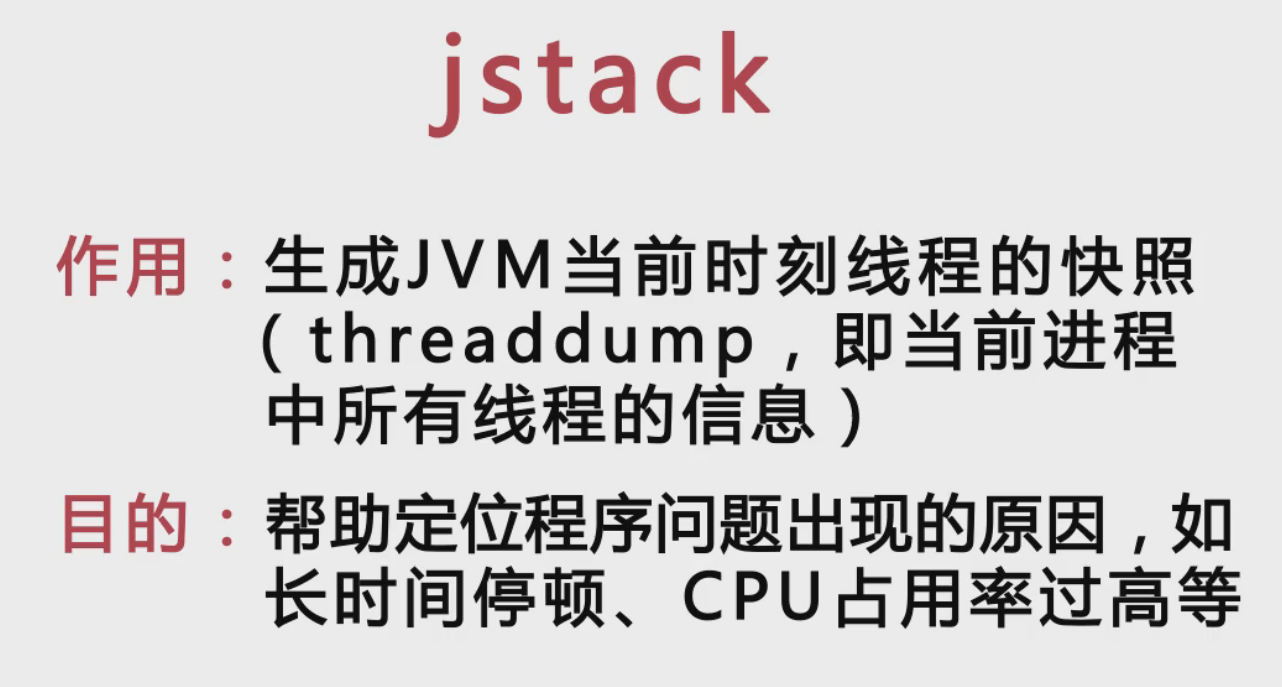 jstack
作用：生成JVM当前时刻线程的快照
（threaddump，即当前进程
中所有线程的信息）
目的：帮助定位程序问题出现的原因，如
长时间停顿、CPU占用率过高等